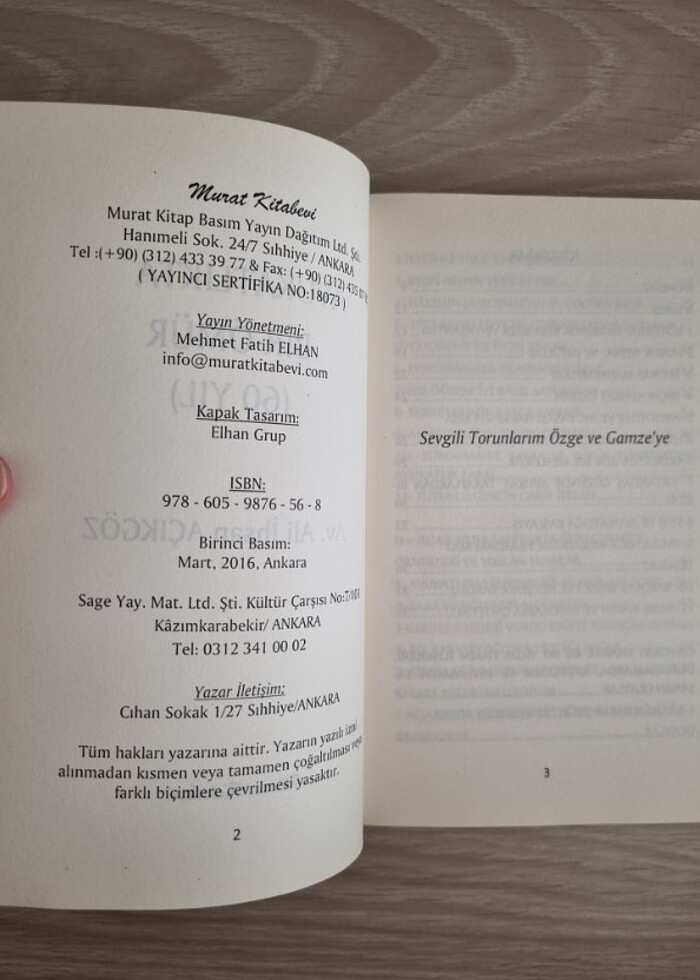 Murat Kitabevi
Murat Kitap Basım Yayın Dağıtım Ltd. Şti.
Hanımeli Sok. 24/7 Sıhhiye / ANKARA
Tel :(+90) (312) 433 39 77 & Fax: (+90) (312) 435
( YAYINCI SERTİFİKA NO:18073 )
Yayın Yönetmeni:
Mehmet Fatih ELHAN
info@muratkitabevi.com
Kapak Tasarım:
Elhan Grup
ISBN:
978 - 605 - 9876 - 56 - 8
Birinci Basım:
Mart, 2016, Ankara
Sage Yay. Mat. Ltd. Şti. Kültür Çarşısı No:7/101
Kâzımkarabekir/ ANKARA
Tel: 0312 341 00 02
Yazar İletişim:
Cıhan Sokak 1/27 Sıhhiye/ANKARA
Tüm hakları yazarına aittir. Yazarın yazılı izni
alınmadan kısmen veya tamamen çoğaltılması veya
farklı biçimlere çevrilmesi yasaktır.
2
Sevgili Torunlarım Özge ve Gamze'ye
3